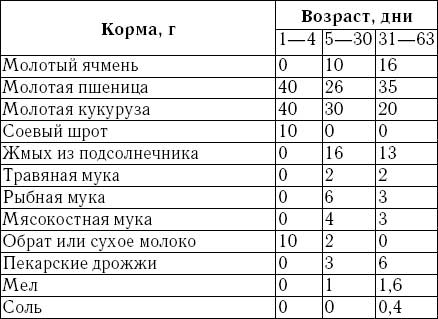 Корма, г Возраст, дни
1—4 5—30 31—63
Молотый ячмень 0 10 16
Молотая пшеница 40 26 35
Молотая кукуруза 40 30 20
Соевый шрот 10 0 0
Жмых из подсолнечника 0 16 13
Травяная мука 0 2 2
Рыбная мука 0 6 3
Мясокостная мука 0 4 3
Обрат или сухое молоко 10 2 0
Пекарские дрожжи 0 3 6
Мел 0 1 1,6
Соль 0 0 0,4